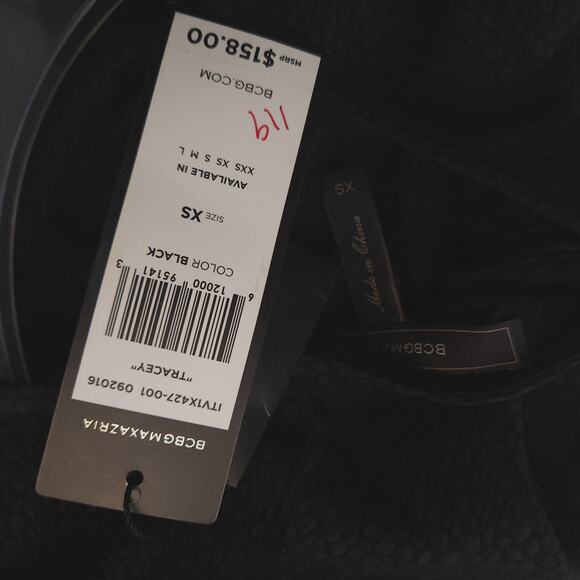 BCBGMAXAZRIA
ITV1X427-001 092016
"TRACEY"
6 12000 95141 3
COLOR BLACK
SIZE XS
AVAILABLE IN
XXS XS S M L
119
BCBG.COM
MSRP $158.00
XS
Made in China
BCBGMA